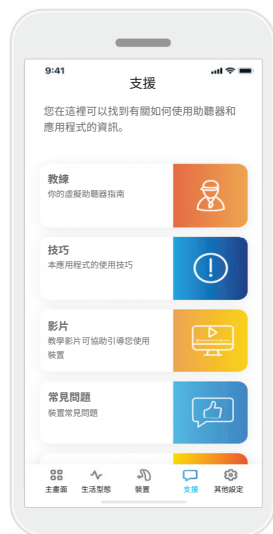 9:41
支援
您在這裡可以找到有關如何使用助聽器和
應用程式的資訊。
教練
你的虛擬助聽器指南
技巧
本應用程式的使用技巧
影片
教學影片可協助引導您使用
裝置
常見問題
裝置常見問題
主畫面 生活型態 裝置 支援 其他設定